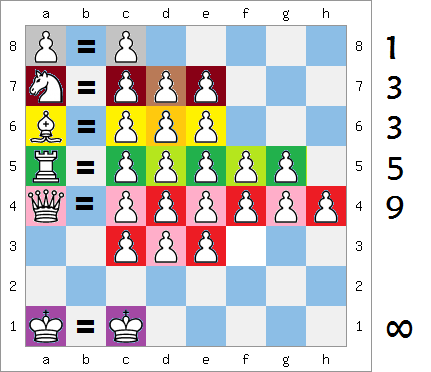 a b c d e f g h
8 = 8 1
7 = 7 3
6 = 6 3
5 = 5 5
4 = 4 9
3 3
2 2
1 = 1 ∞
a b c d e f g h